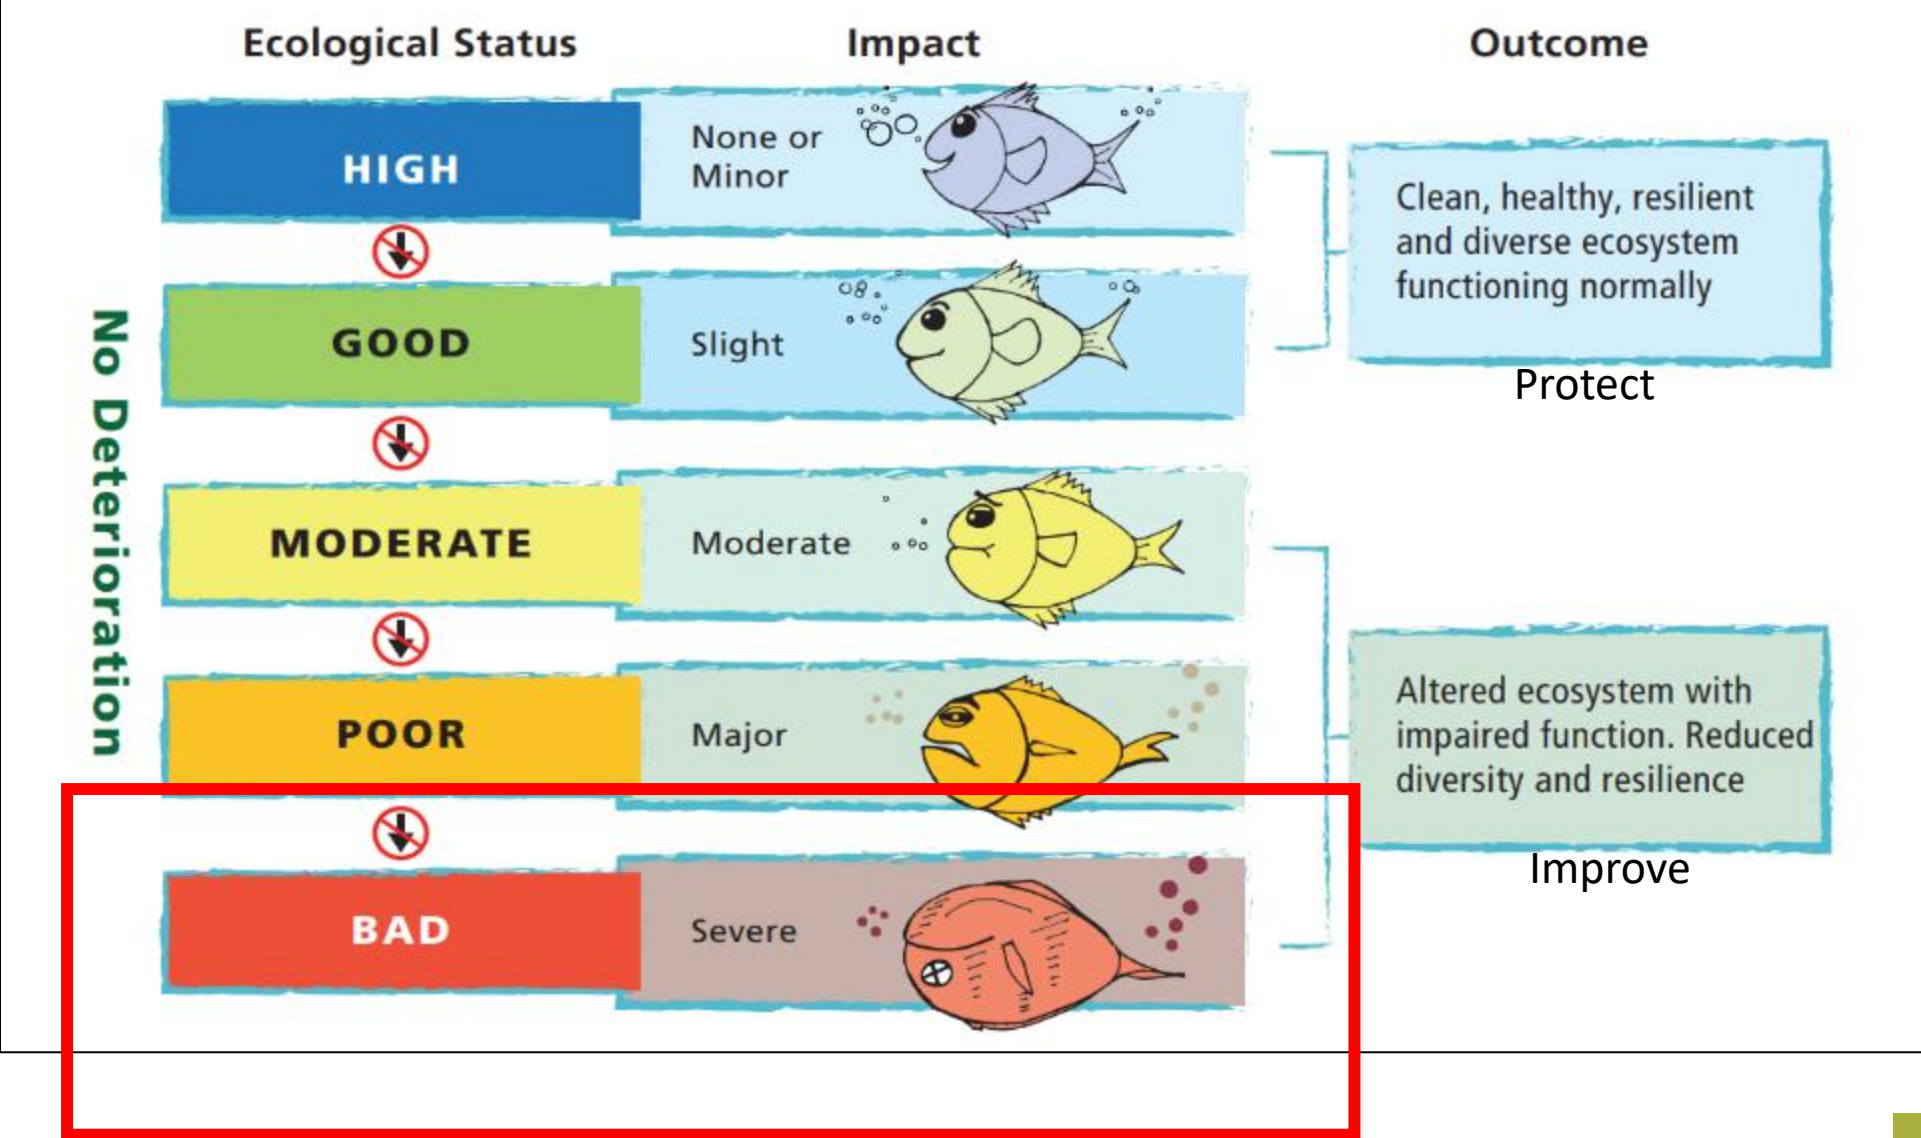 Ecological Status
Impact
Outcome
No Deterioration
HIGH
None or
Minor
GOOD
Slight
Clean, healthy, resilient
and diverse ecosystem
functioning normally
Protect
MODERATE
Moderate
POOR
Major
BAD
Severe
Altered ecosystem with
impaired function. Reduced
diversity and resilience
Improve